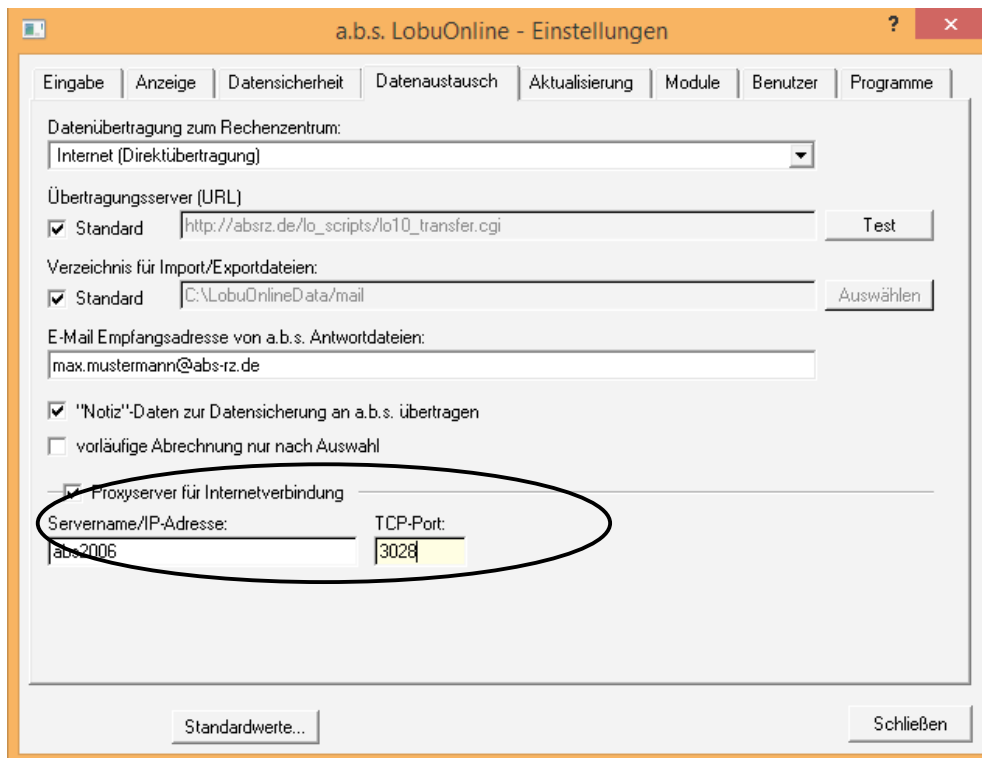 a.b.s. LobuOnline - Einstellungen ? ×
Eingabe Anzeige Datensicherheit Datenaustausch Aktualisierung Module Benutzer Programme
Datenübertragung zum Rechenzentrum:
Internet (Direktübertragung)
Übertragungsserver (URL)
Standard http://absrz.de/lo_scripts/lo10_transfer.cgi Test
Verzeichnis für Import/Exportdateien:
Standard C:\LobuOnlineData/mail Auswählen
E-Mail Empfangsadresse von a.b.s. Antwortdateien:
max.mustermann@abs-rz.de
"Notiz"-Daten zur Datensicherung an a.b.s. übertragen
vorläufige Abrechnung nur nach Auswahl
Proxyserver für Internetverbindung
Servername/IP-Adresse: TCP-Port:
abs2006 3028
Standardwerte... Schließen